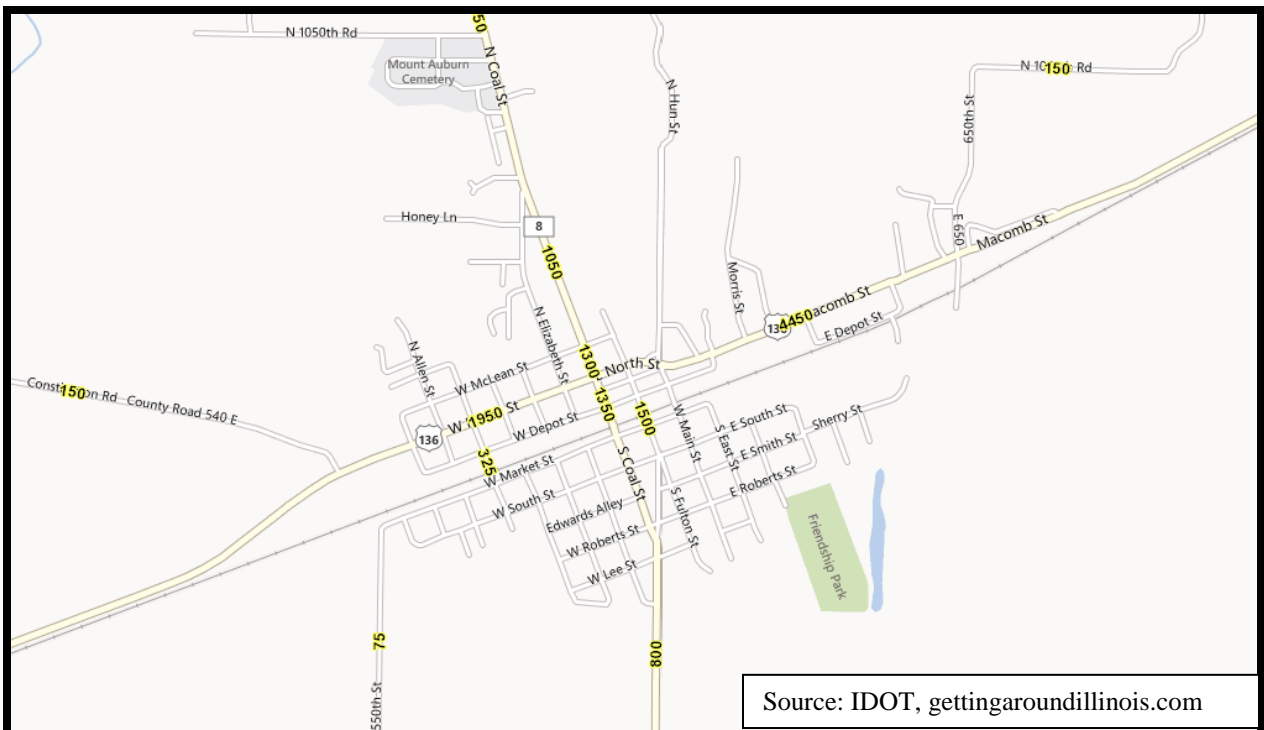 50
N 1050th Rd
Mount Auburn
Cemetery
N Coal St
N Hun St
150
Rd
650th St
Honey Ln
8
E 650
Macomb St
1050
Morris St
136
4450
acomb St
E Depot St
N Elizabeth St
N Allen St
1300
North St
W McLean St
150
Rd
County Road 540 E
1350
1500
W
1950
St
136
W Depot St
W Main St
E South St
Sherry St
S East St
E Smith St
325
W Market St
S Coal St
E Roberts St
W South St
Edwards Alley
S Fulton St
W Roberts St
W Lee St
Friendship Park
75
800
550th St
Source: IDOT, gettingaroundillinois.com